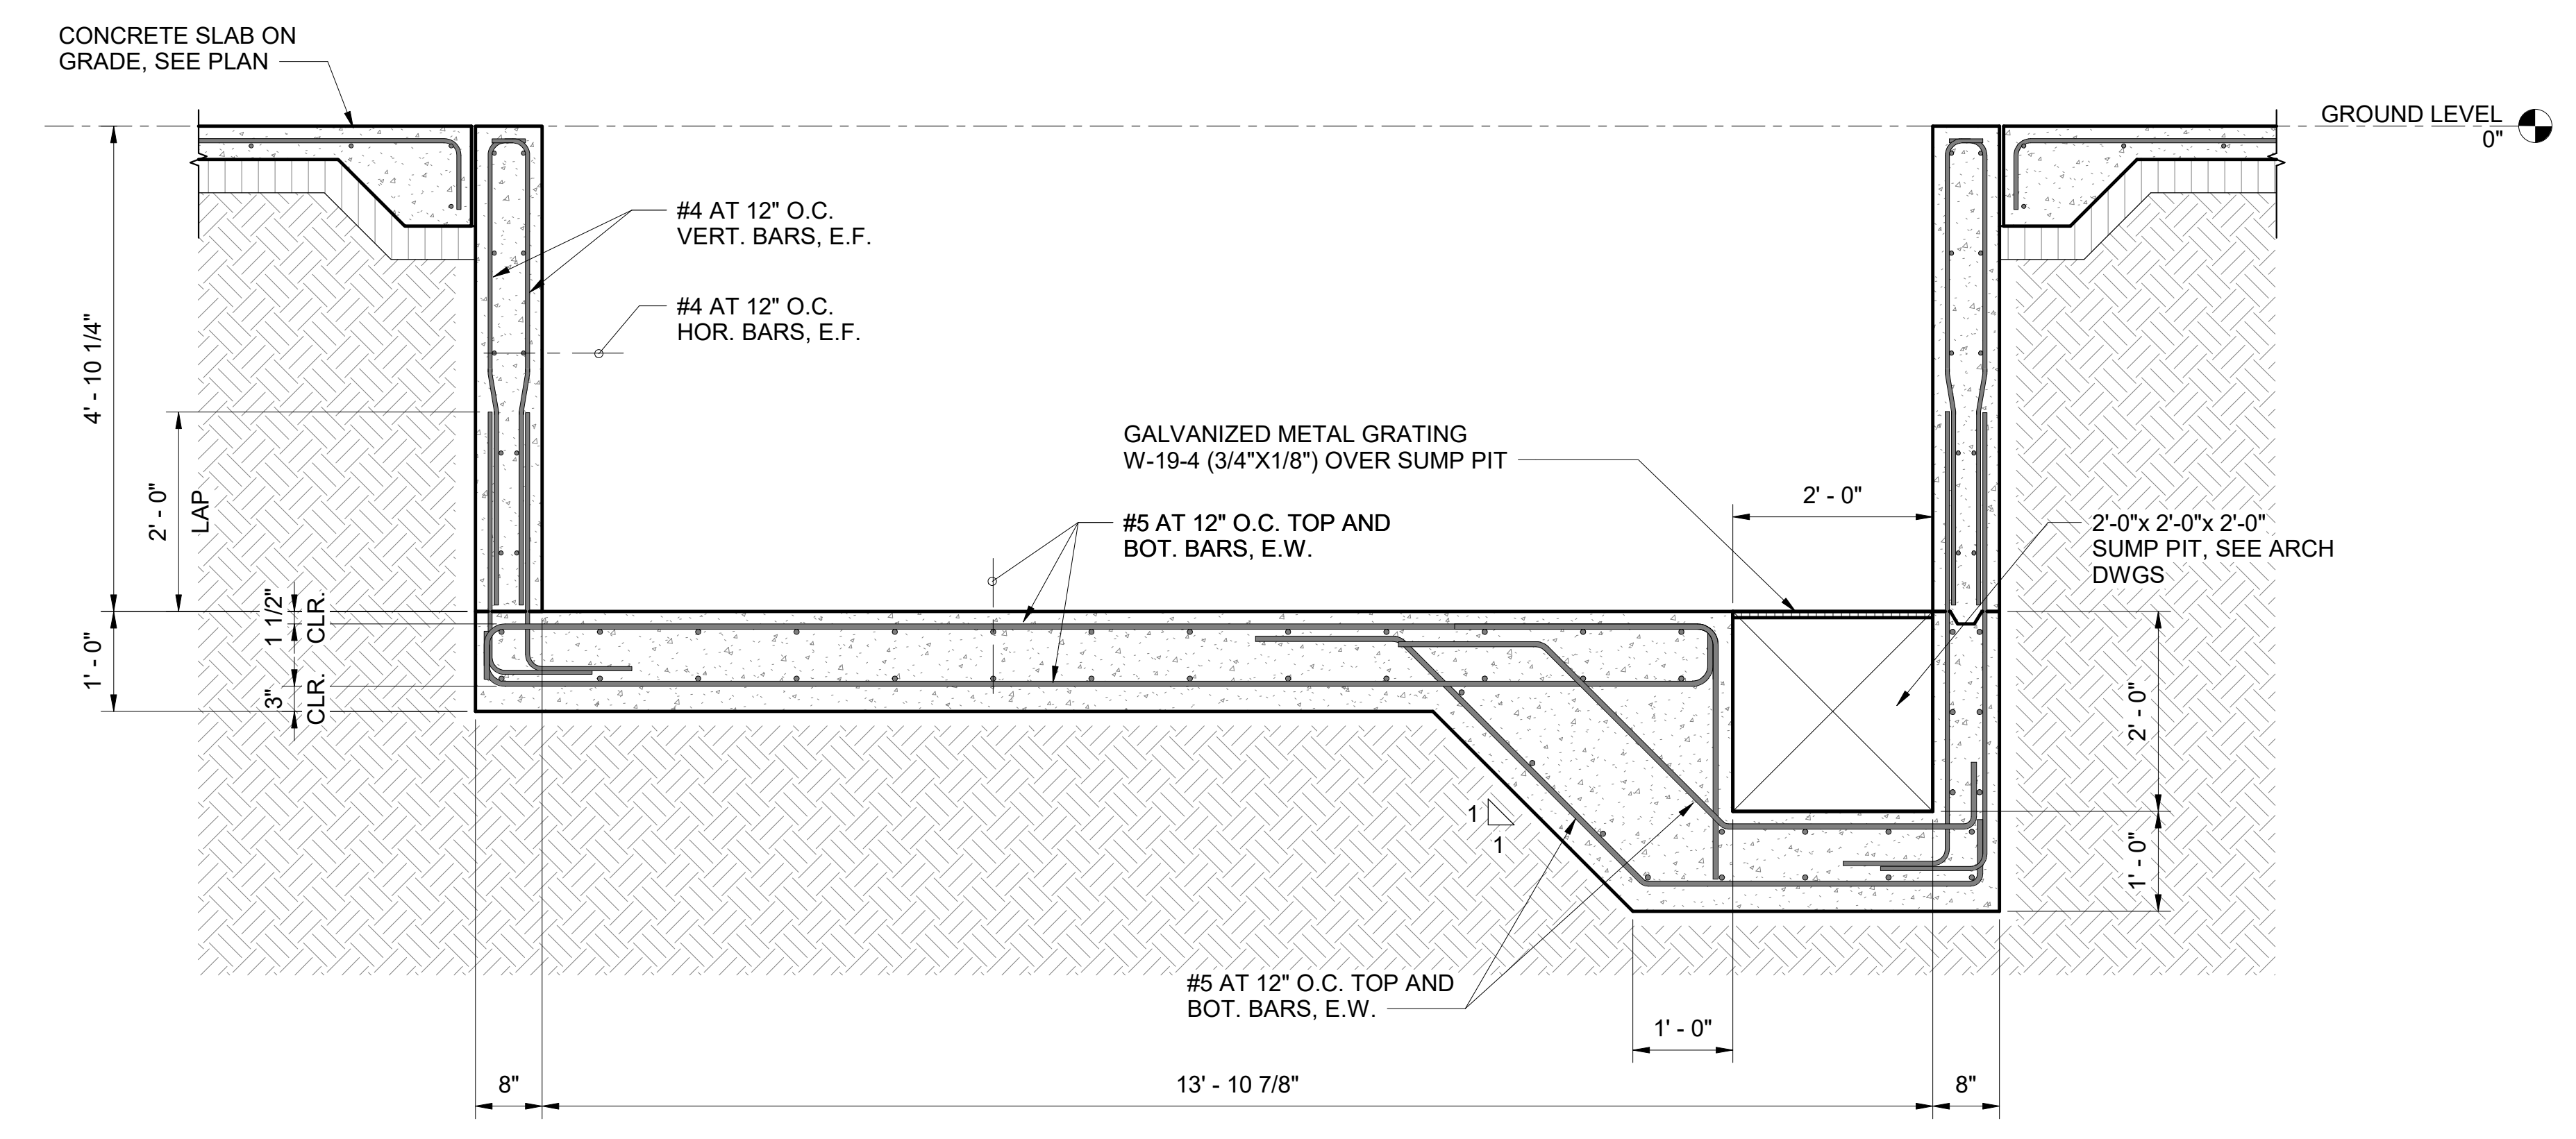 CONCRETE SLAB ON
GRADE, SEE PLAN
GROUND LEVEL
0"
#4 AT 12" O.C.
VERT. BARS, E.F.
#4 AT 12" O.C.
HOR. BARS, E.F.
4' - 10 1/4"
2' - 0"
LAP
1 1/2"
CLR.
1' - 0"
3"
CLR.
GALVANIZED METAL GRATING
W-19-4 (3/4"X1/8") OVER SUMP PIT
#5 AT 12" O.C. TOP AND
BOT. BARS, E.W.
2' - 0"
2'-0"x 2'-0"x 2'-0"
SUMP PIT, SEE ARCH
DWGS
2' - 0"
1' - 0"
1
1
#5 AT 12" O.C. TOP AND
BOT. BARS, E.W.
1' - 0"
8"
13' - 10 7/8"
8"